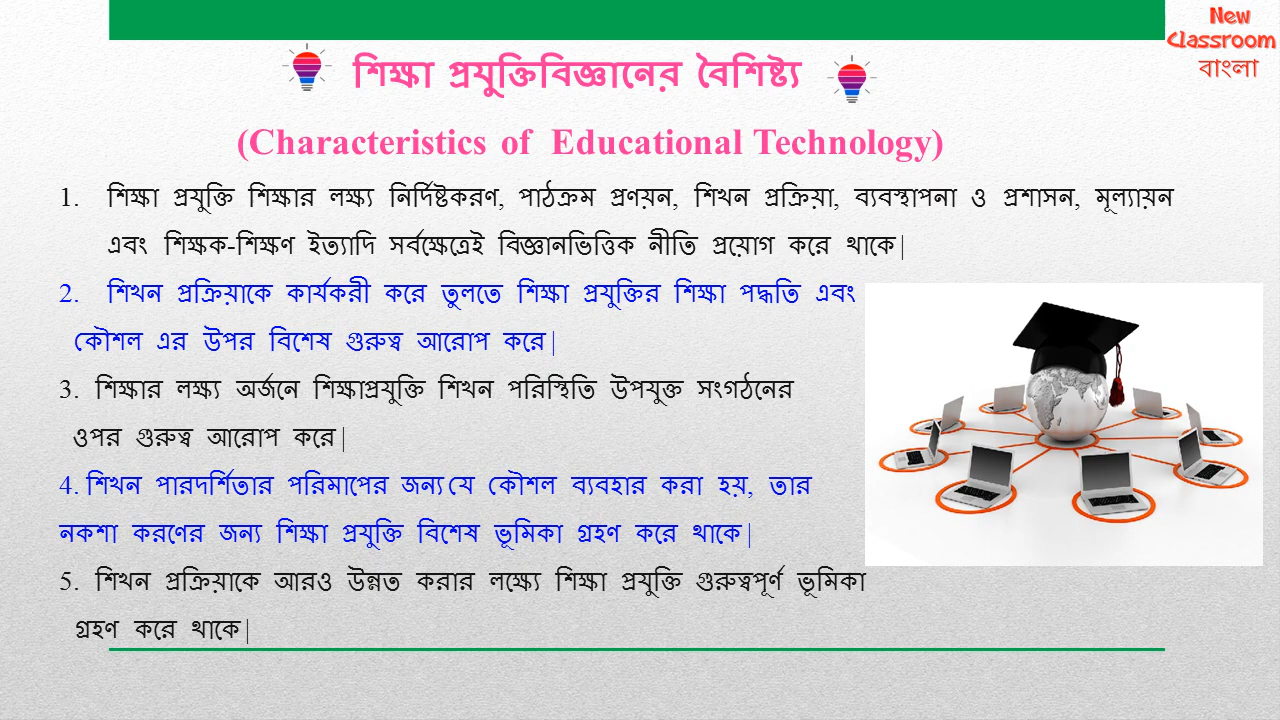 New
Classroom
বাংলা
শিক্ষা প্রযুক্তিবিজ্ঞানের বৈশিষ্ট্য
(Characteristics of Educational Technology)
1. শিক্ষা প্রযুক্তি শিক্ষার লক্ষ্য নির্দিষ্টকরণ, পাঠক্রম প্রণয়ন, শিখন প্রক্রিয়া, ব্যবস্থাপনা ও প্রশাসন, মূল্যায়ন
এবং শিক্ষক-শিক্ষণ ইত্যাদি সর্বক্ষেত্রেই বিজ্ঞানভিত্তিক নীতি প্রয়োগ করে থাকে|
2. শিখন প্রক্রিয়াকে কার্যকরী করে তুলতে শিক্ষা প্রযুক্তির শিক্ষা পদ্ধতি এবং
কৌশল এর উপর বিশেষ গুরুত্ব আরোপ করে|
3. শিক্ষার লক্ষ্য অর্জনে শিক্ষাপ্রযুক্তি শিখন পরিস্থিতি উপযুক্ত সংগঠনের
ওপর গুরুত্ব আরোপ করে|
4. শিখন পারদর্শিতার পরিমাপের জন্য যে কৌশল ব্যবহার করা হয়, তার
নকশা করণের জন্য শিক্ষা প্রযুক্তি বিশেষ ভূমিকা গ্রহণ করে থাকে|
5. শিখন প্রক্রিয়াকে আরও উন্নত করার লক্ষ্যে শিক্ষা প্রযুক্তি গুরুত্বপূর্ণ ভূমিকা
গ্রহণ করে থাকে|